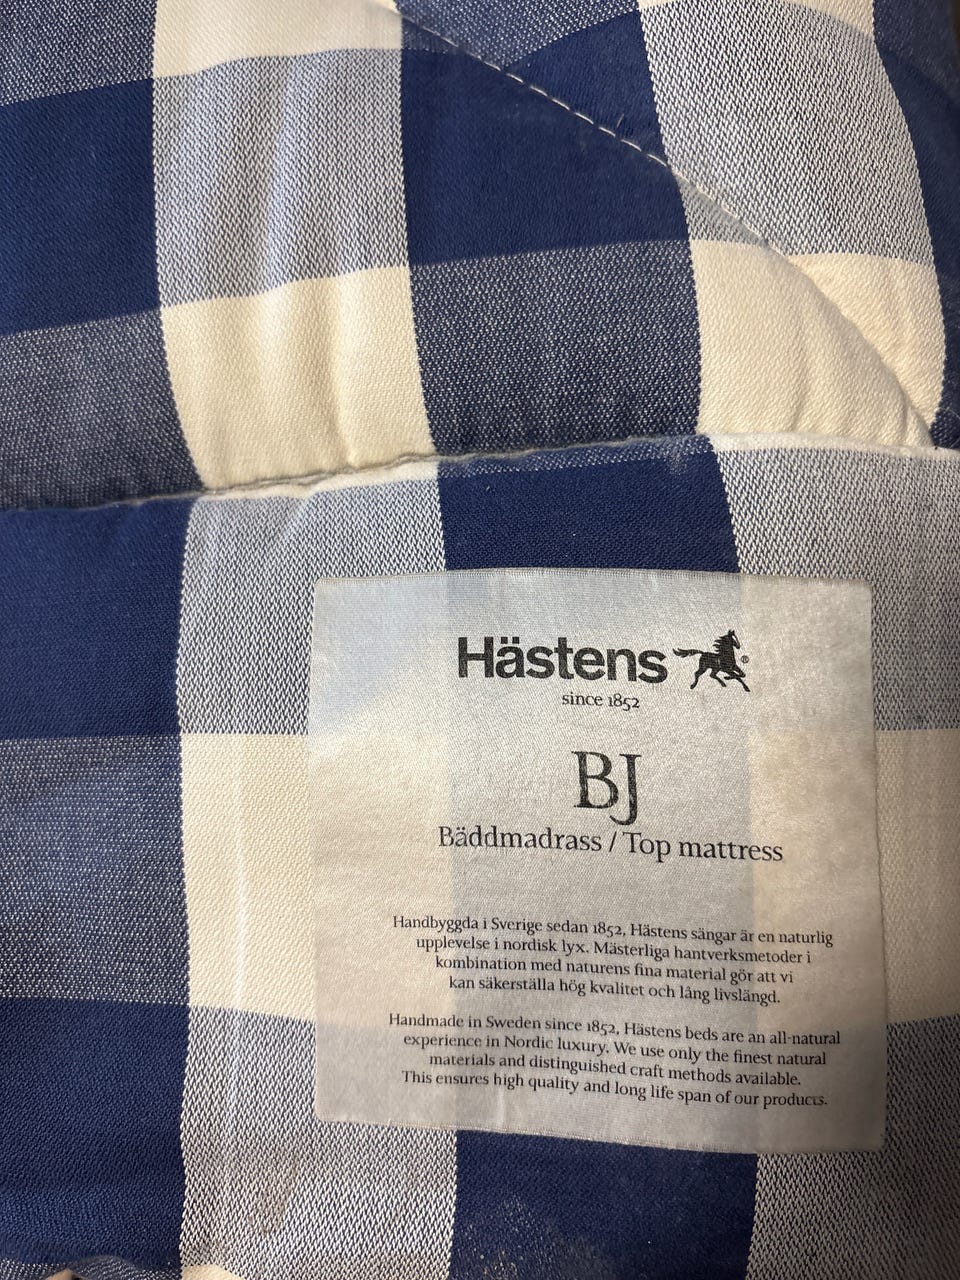 Hästens®
since 1852
BJ
Bäddmadrass / Top mattress
Handbyggda i Sverige sedan 1852, Hästens sängar är en naturlig
upplevelse i nordisk lyx. Mästerliga hantverksmetoder i
kombination med naturens fina material gör att vi
kan säkerställa hög kvalitet och lång livslängd.
Handmade in Sweden since 1852, Hästens beds are an all-natural
experience in Nordic luxury. We use only the finest natural
materials and distinguished craft methods available.
This ensures high quality and long life span of our products.